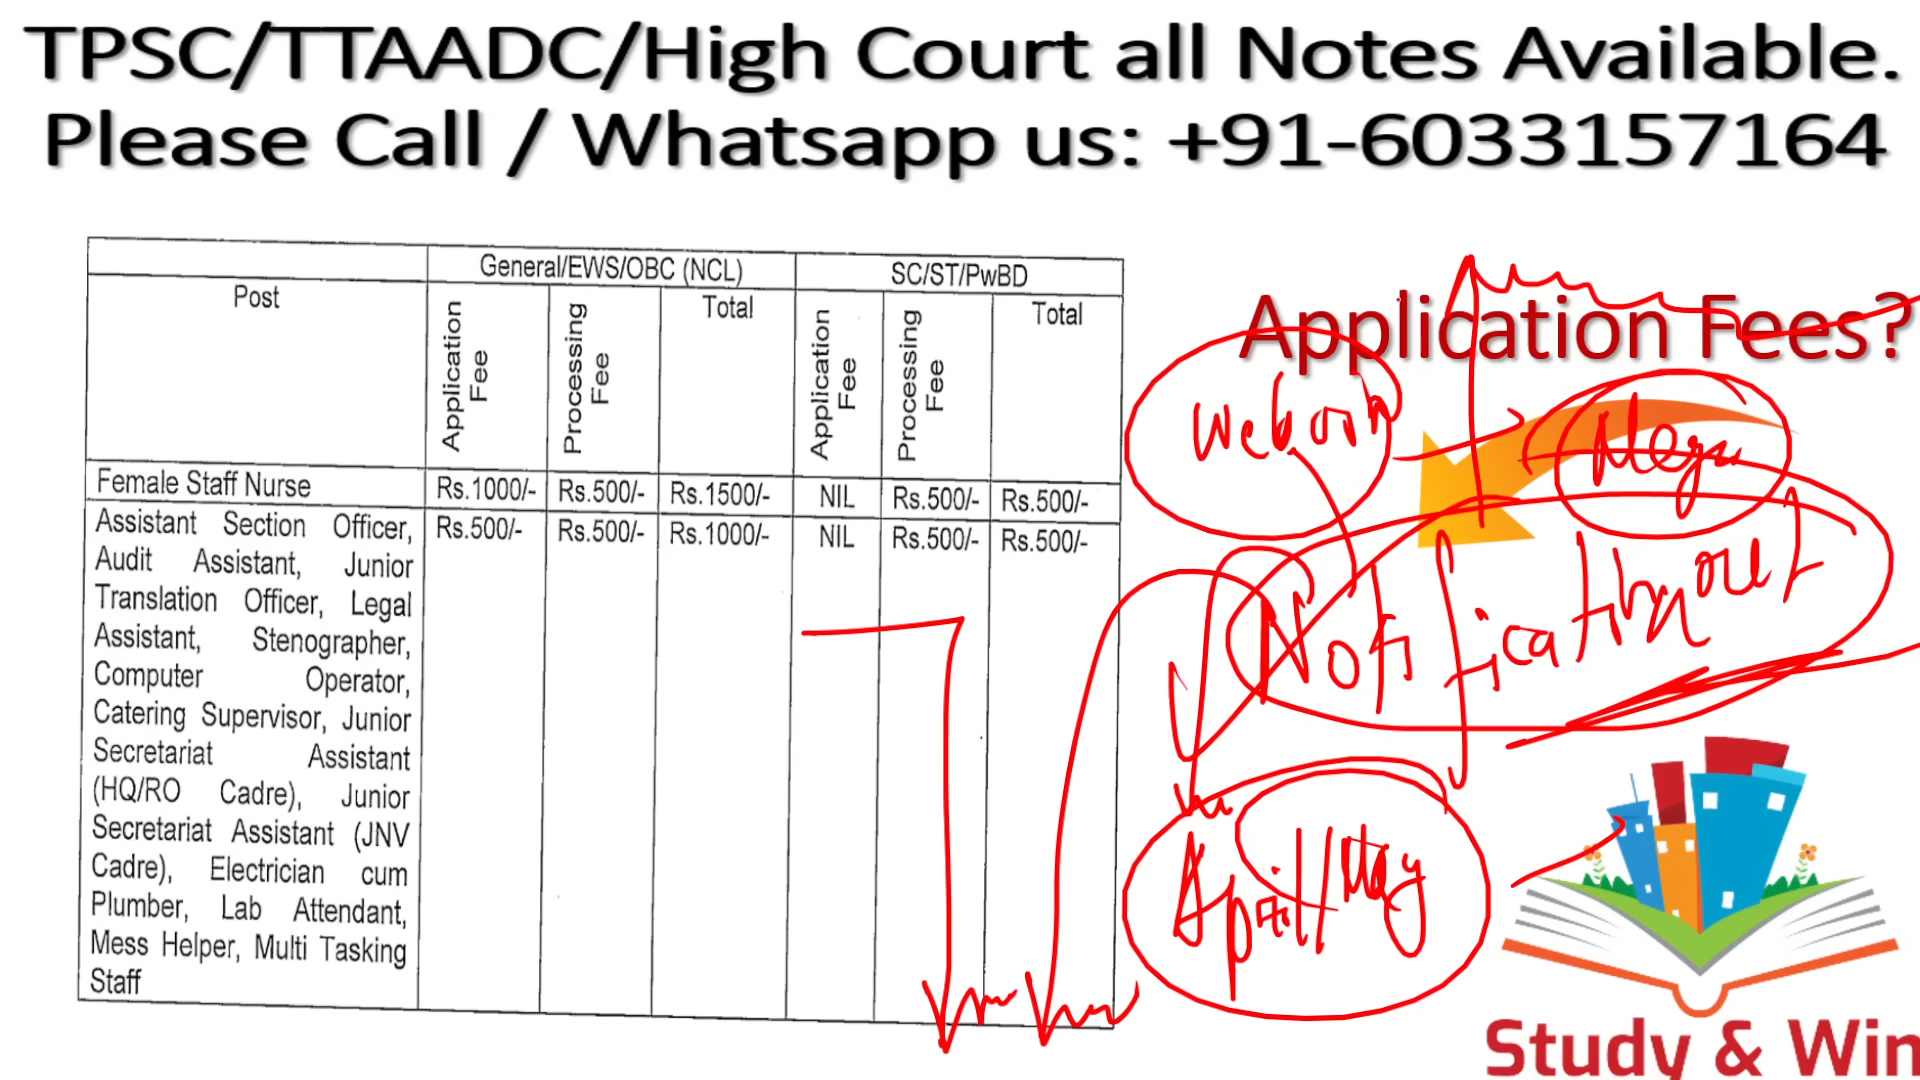 TPSC/TTAADC/High Court all Notes Available.
Please Call / Whatsapp us: +91-6033157164
General/EWS/OBC (NCL) SC/ST/PwBD
Post Application Fee Processing Fee Total Application Fee Processing Fee Total
Female Staff Nurse Rs.1000/- Rs.500/- Rs.1500/- NIL Rs.500/- Rs.500/-
Assistant Section Officer, Rs.500/- Rs.500/- Rs.1000/- NIL Rs.500/- Rs.500/-
Audit Assistant, Junior
Translation Officer, Legal
Assistant, Stenographer,
Computer Operator,
Catering Supervisor, Junior
Secretariat Assistant
(HQ/RO Cadre), Junior
Secretariat Assistant (JNV
Cadre), Electrician cum
Plumber, Lab Attendant,
Mess Helper, Multi Tasking
Staff
Application Fees?
Notification out
April/May
Study & Win